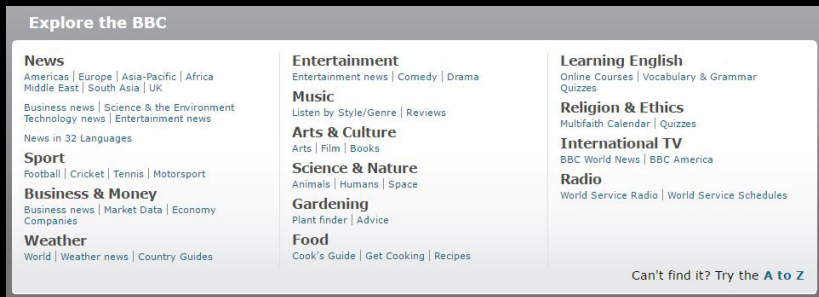 Explore the BBC
News
Americas | Europe | Asia-Pacific | Africa
Middle East | South Asia | UK
Business news | Science & the Environment
Technology news | Entertainment news
News in 32 Languages
Sport
Football | Cricket | Tennis | Motorsport
Business & Money
Business news | Market Data | Economy
Companies
Weather
World | Weather news | Country Guides
Entertainment
Entertainment news | Comedy | Drama
Music
Listen by Style/Genre | Reviews
Arts & Culture
Arts | Film | Books
Science & Nature
Animals | Humans | Space
Gardening
Plant finder | Advice
Food
Cook's Guide | Get Cooking | Recipes
Learning English
Online Courses | Vocabulary & Grammar
Quizzes
Religion & Ethics
Multifaith Calendar | Quizzes
International TV
BBC World News | BBC America
Radio
World Service Radio | World Service Schedules
Can't find it? Try the A to Z